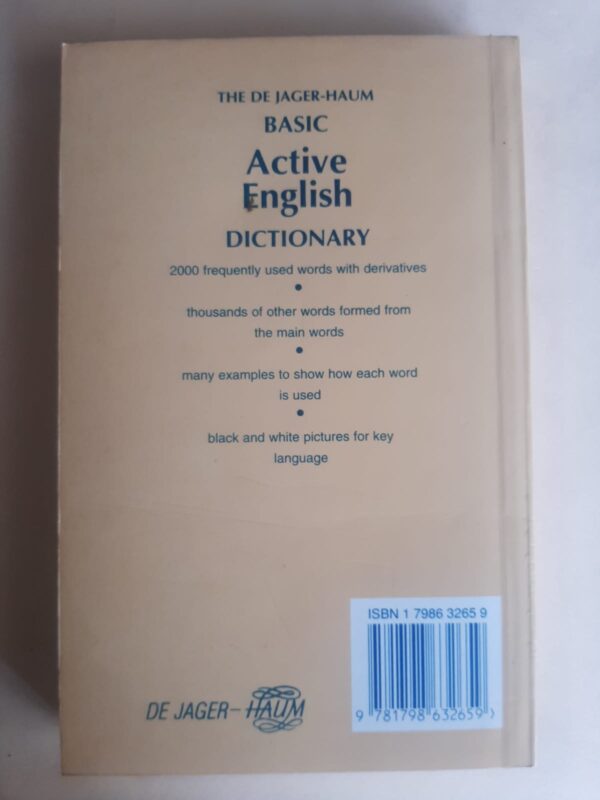 THE DE JAGER-HAUM
BASIC
Active
English
DICTIONARY
2000 frequently used words with derivatives
•
thousands of other words formed from
the main words
•
many examples to show how each word
is used
•
black and white pictures for key
language
ISBN 1 7986 3265 9
9 781798 632659 >
DE JAGER–HAUM